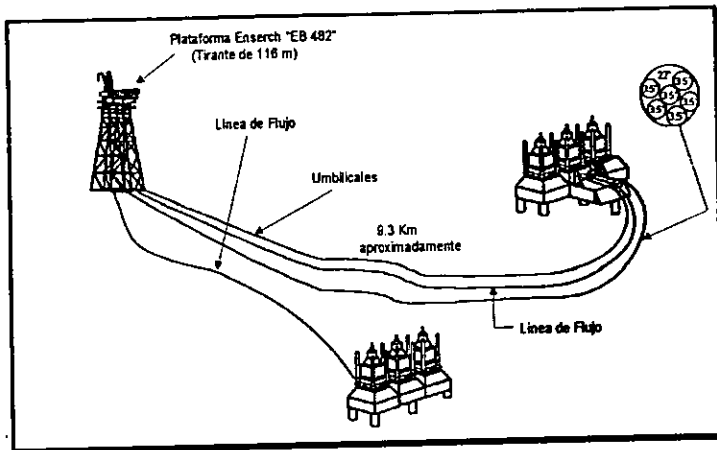 Plataforma Enserch "EB 482"
(Tirante de 116 m)
Linea de Flujo
Umbilicales
9.3 Km
aproximadamente
Linea de Flujo